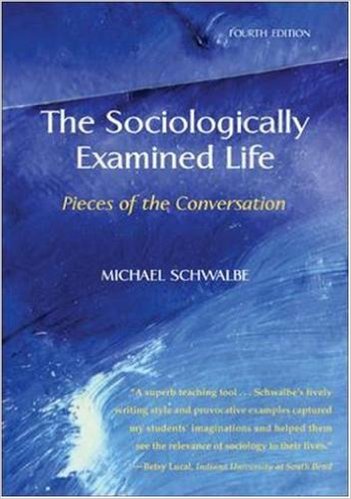 FOURTH EDITION
The Sociologically
Examined Life
Pieces of the Conversation
MICHAEL SCHWALBE
"A superb teaching tool . . . Schwalbe's lively
writing style and provocative examples captured
my students' imaginations and helped them
see the relevance of sociology to their lives."
—Betsy Lucal, Indiana University at South Bend